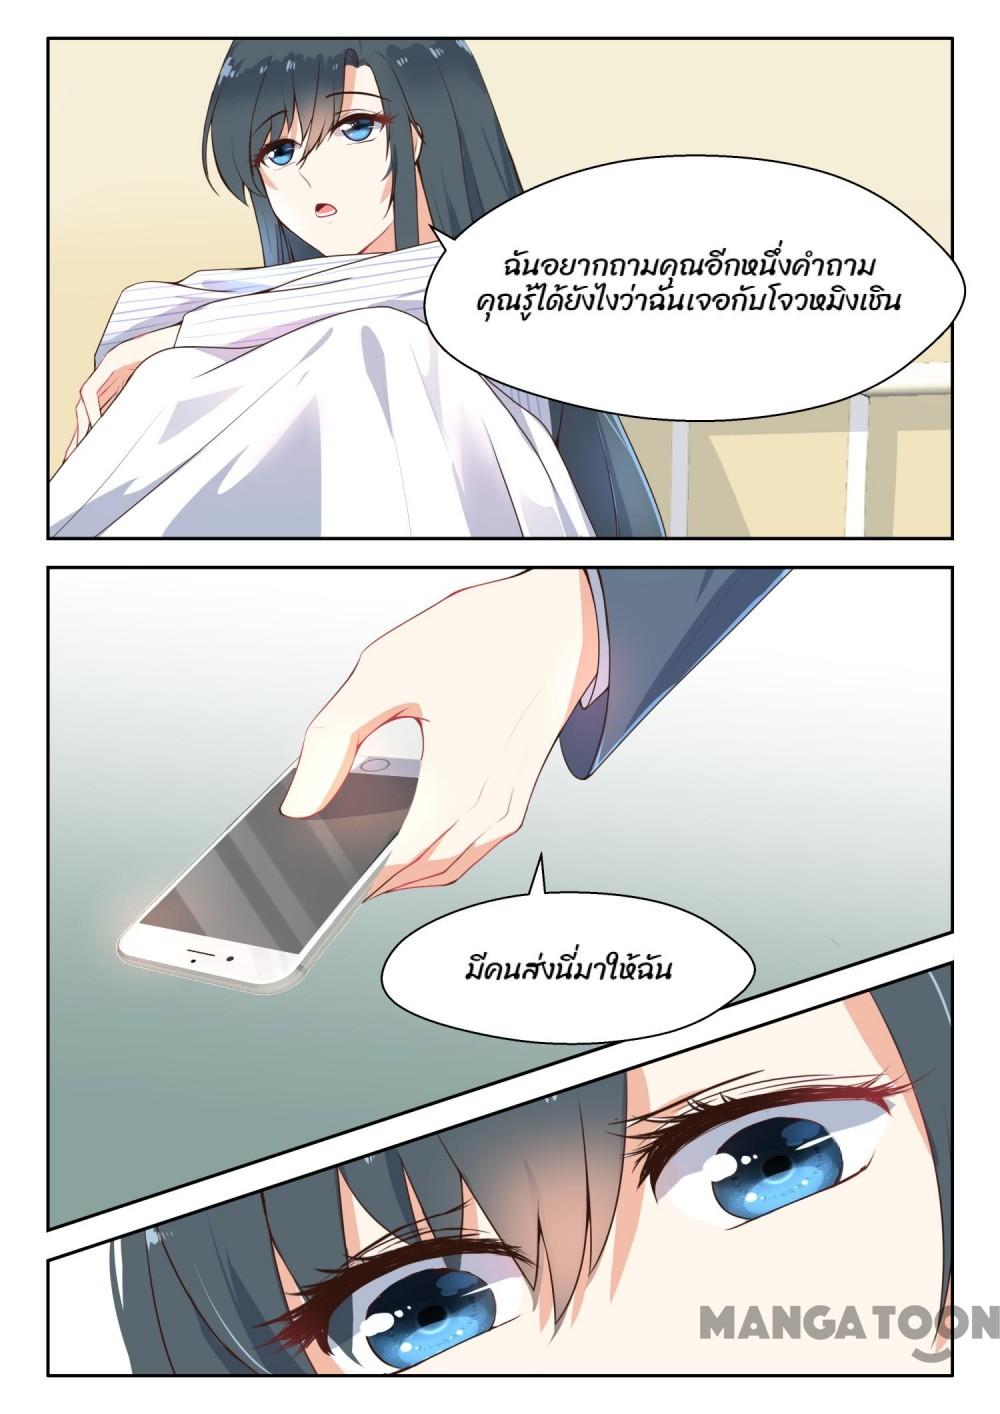 ฉันอยากถามคุณอีกหนึ่งคำถาม
คุณรู้ได้ยังไงว่าฉันเจอกับโจวหมิงเชิน
มีคนส่งนี่มาให้ฉัน
MANGATOON